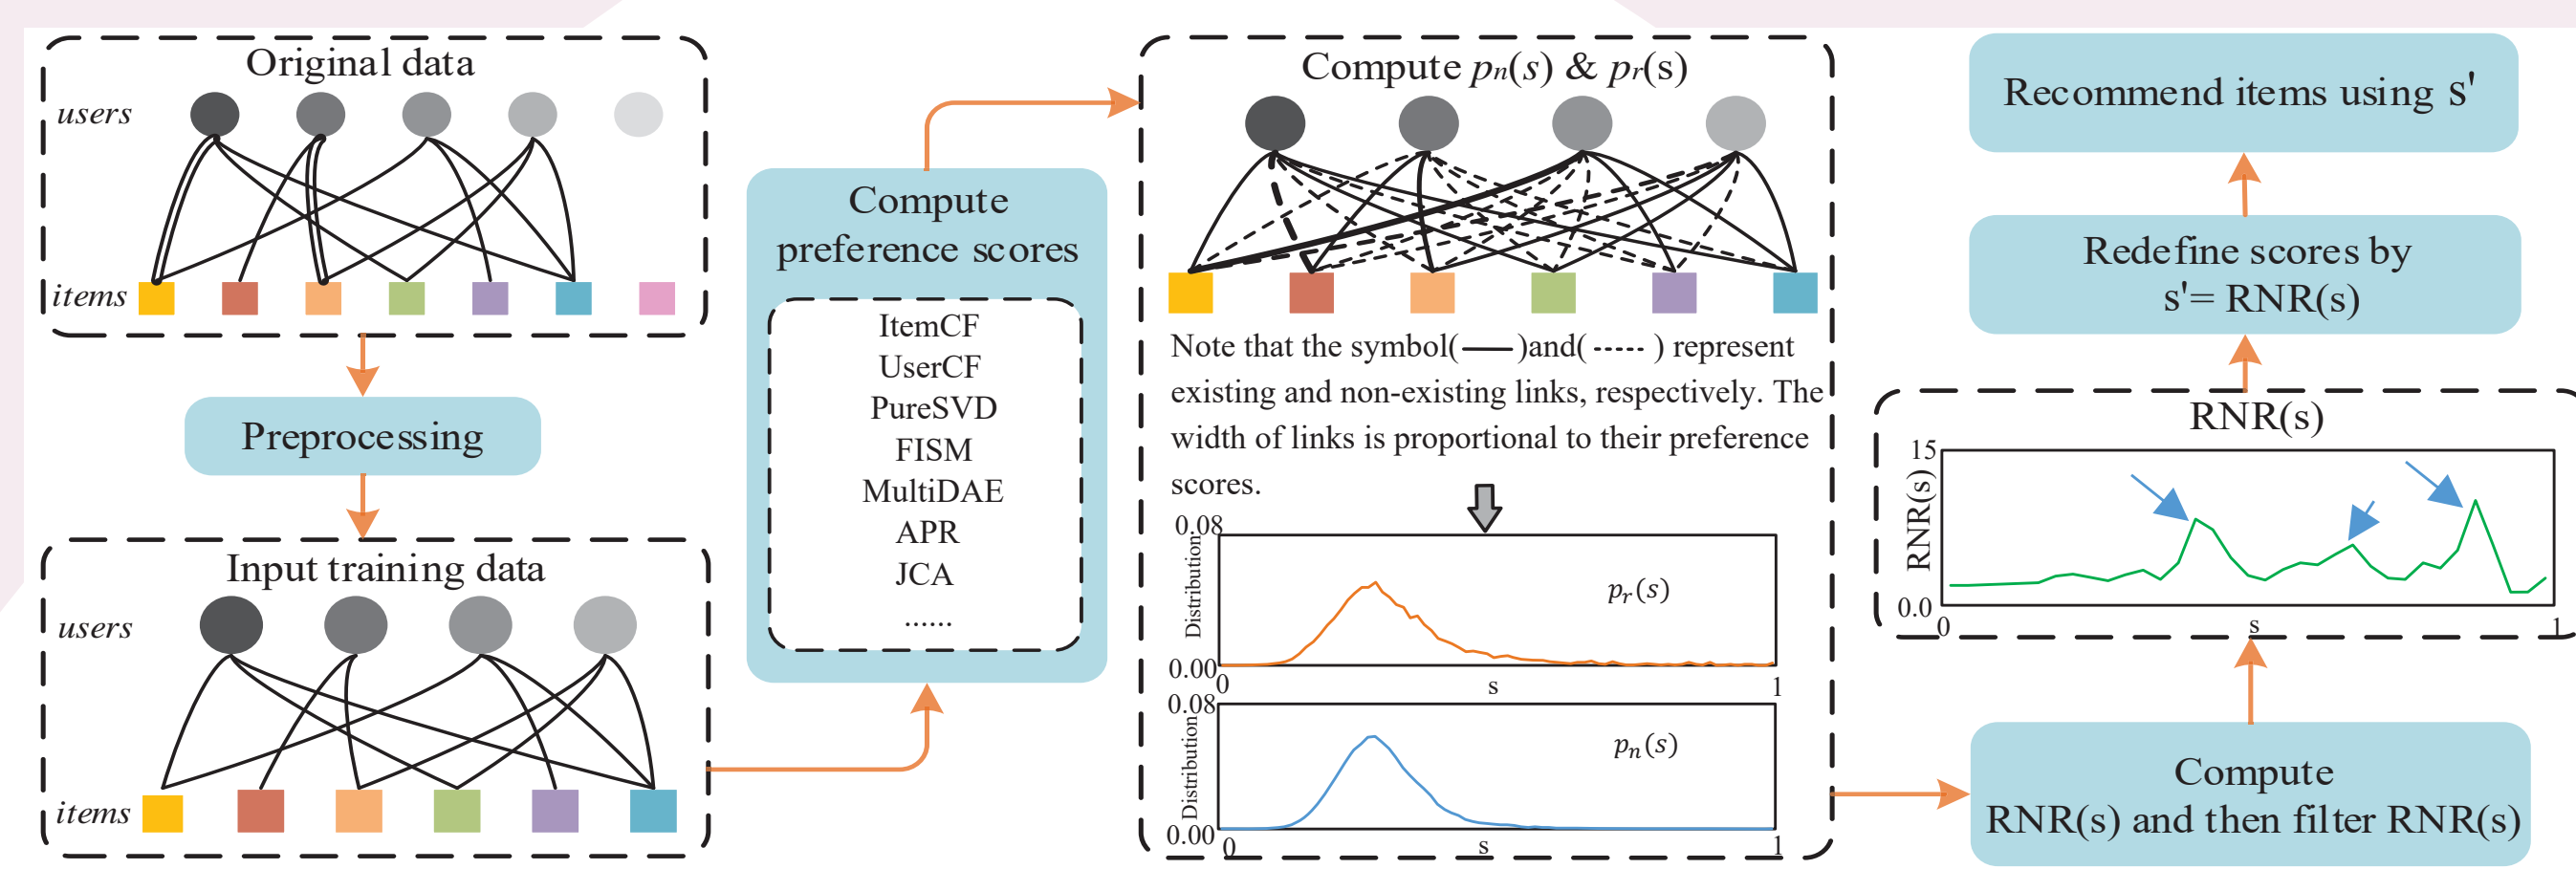 Original data
users
items
Preprocessing
Input training data
users
items
Compute
preference scores
ItemCF
UserCF
PureSVD
FISM
MultiDAE
APR
JCA
......
Compute pn(s) & pr(s)
Note that the symbol( — )and( ----- ) represent
existing and non-existing links, respectively. The
width of links is proportional to their preference
scores.
0.08
Distribution
pr(s)
0.00
0
s
1
0.08
Distribution
pn(s)
0.00
0
s
1
Recommend items using s'
Redefine scores by
s'= RNR(s)
RNR(s)
15
RNR(s)
0.0
0
s
1
Compute
RNR(s) and then filter RNR(s)